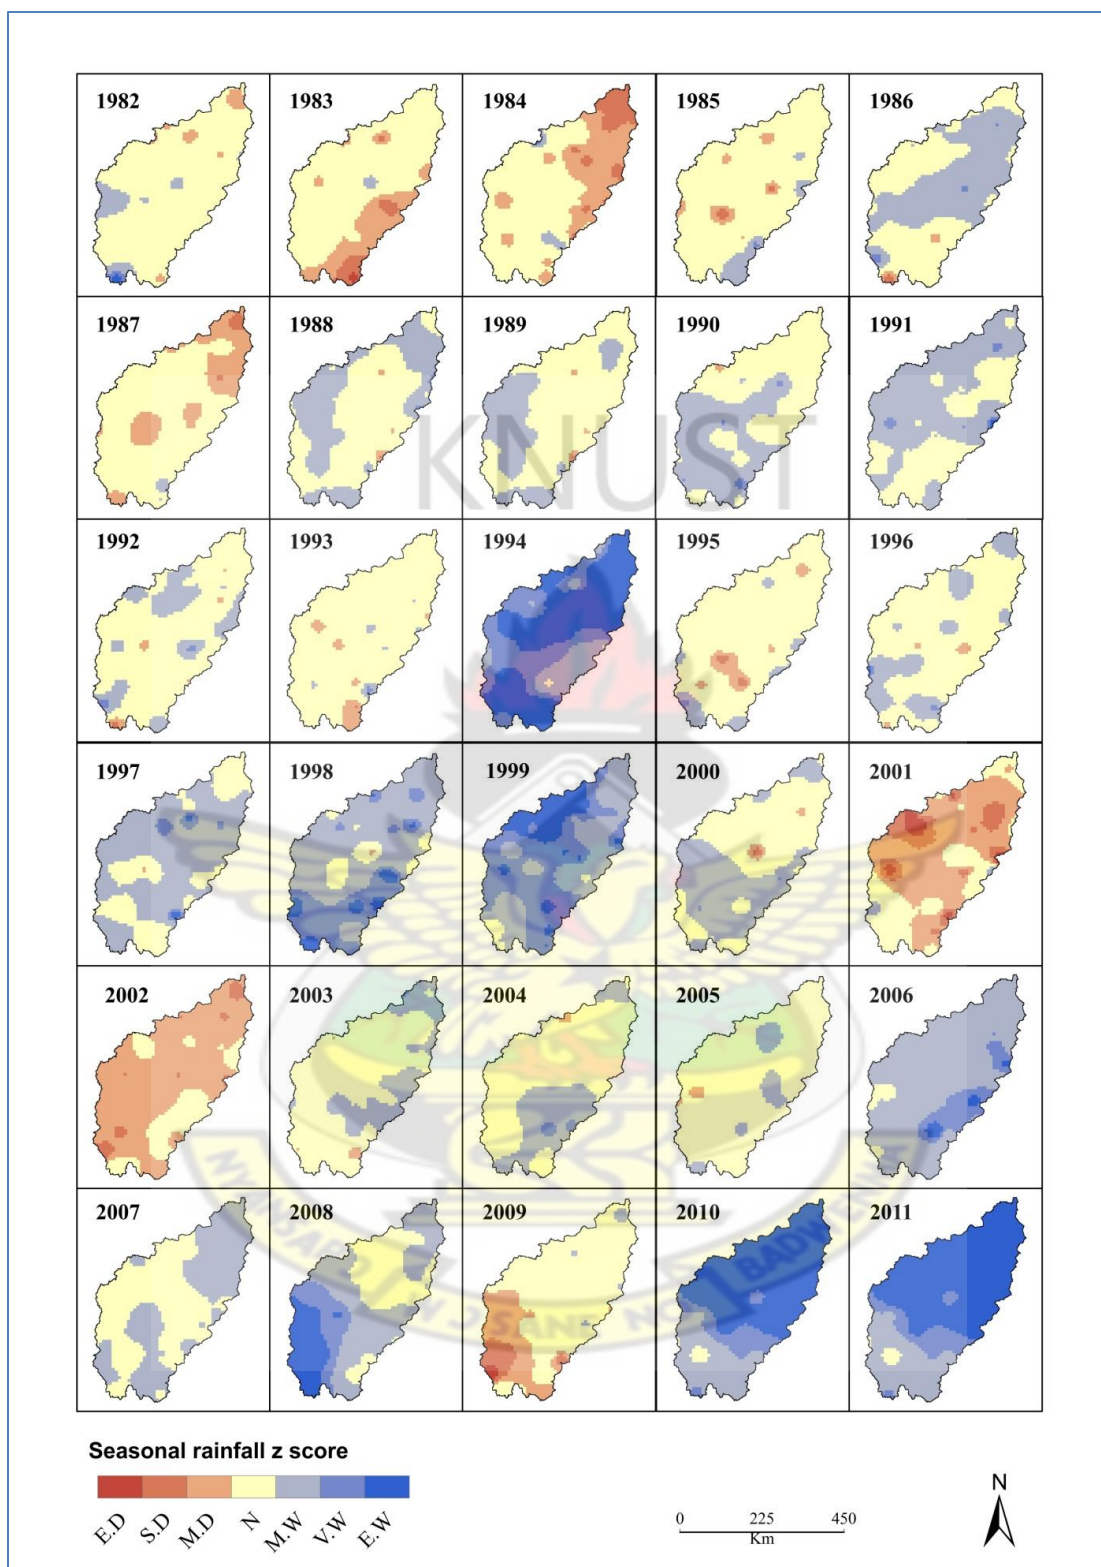 1982 1983 1984 1985 1986
1987 1988 1989 1990 1991
KNUST
1992 1993 1994 1995 1996
1997 1998 1999 2000 2001
2002 2003 2004 2005 2006
2007 2008 2009 2010 2011
BADWENMA
Seasonal rainfall z score
E.D S.D M.D N M.W V.W E.W
0 225 450
Km
N